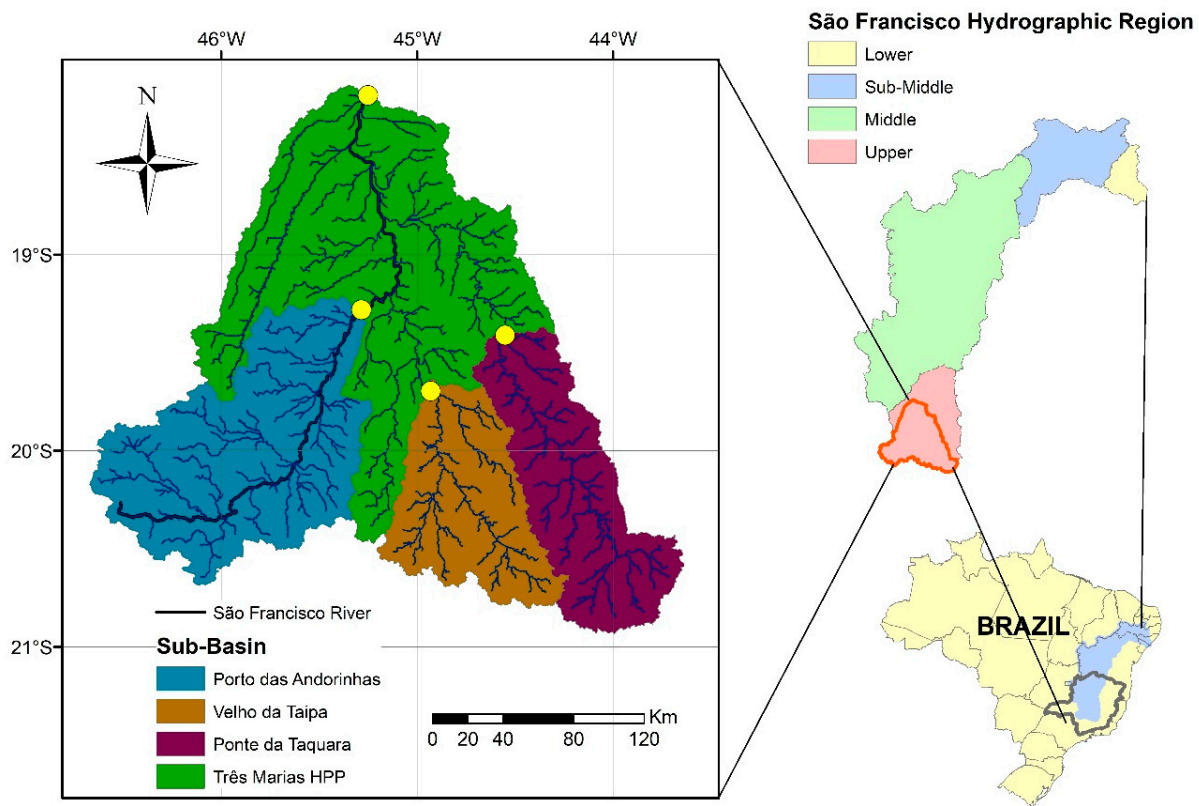 46°W 45°W 44°W
N
19°S
20°S
21°S
São Francisco River
Sub-Basin
Porto das Andorinhas
Velho da Taipa
Ponte da Taquara
Três Marias HPP
Km
0 20 40 80 120
São Francisco Hydrographic Region
Lower
Sub-Middle
Middle
Upper
BRAZIL